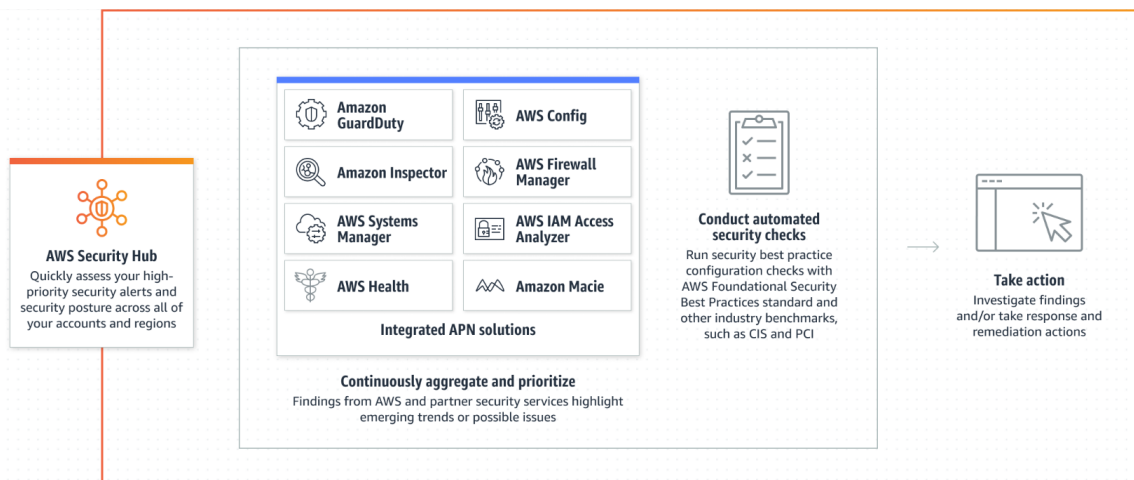 AWS Security Hub
Quickly assess your high-
priority security alerts and
security posture across all of
your accounts and regions
Amazon
GuardDuty
AWS Config
Amazon Inspector
AWS Firewall
Manager
AWS Systems
Manager
AWS IAM Access
Analyzer
AWS Health
Amazon Macie
Integrated APN solutions
Continuously aggregate and prioritize
Findings from AWS and partner security services highlight
emerging trends or possible issues
Conduct automated
security checks
Run security best practice
configuration checks with
AWS Foundational Security
Best Practices standard and
other industry benchmarks,
such as CIS and PCI
Take action
Investigate findings
and/or take response and
remediation actions